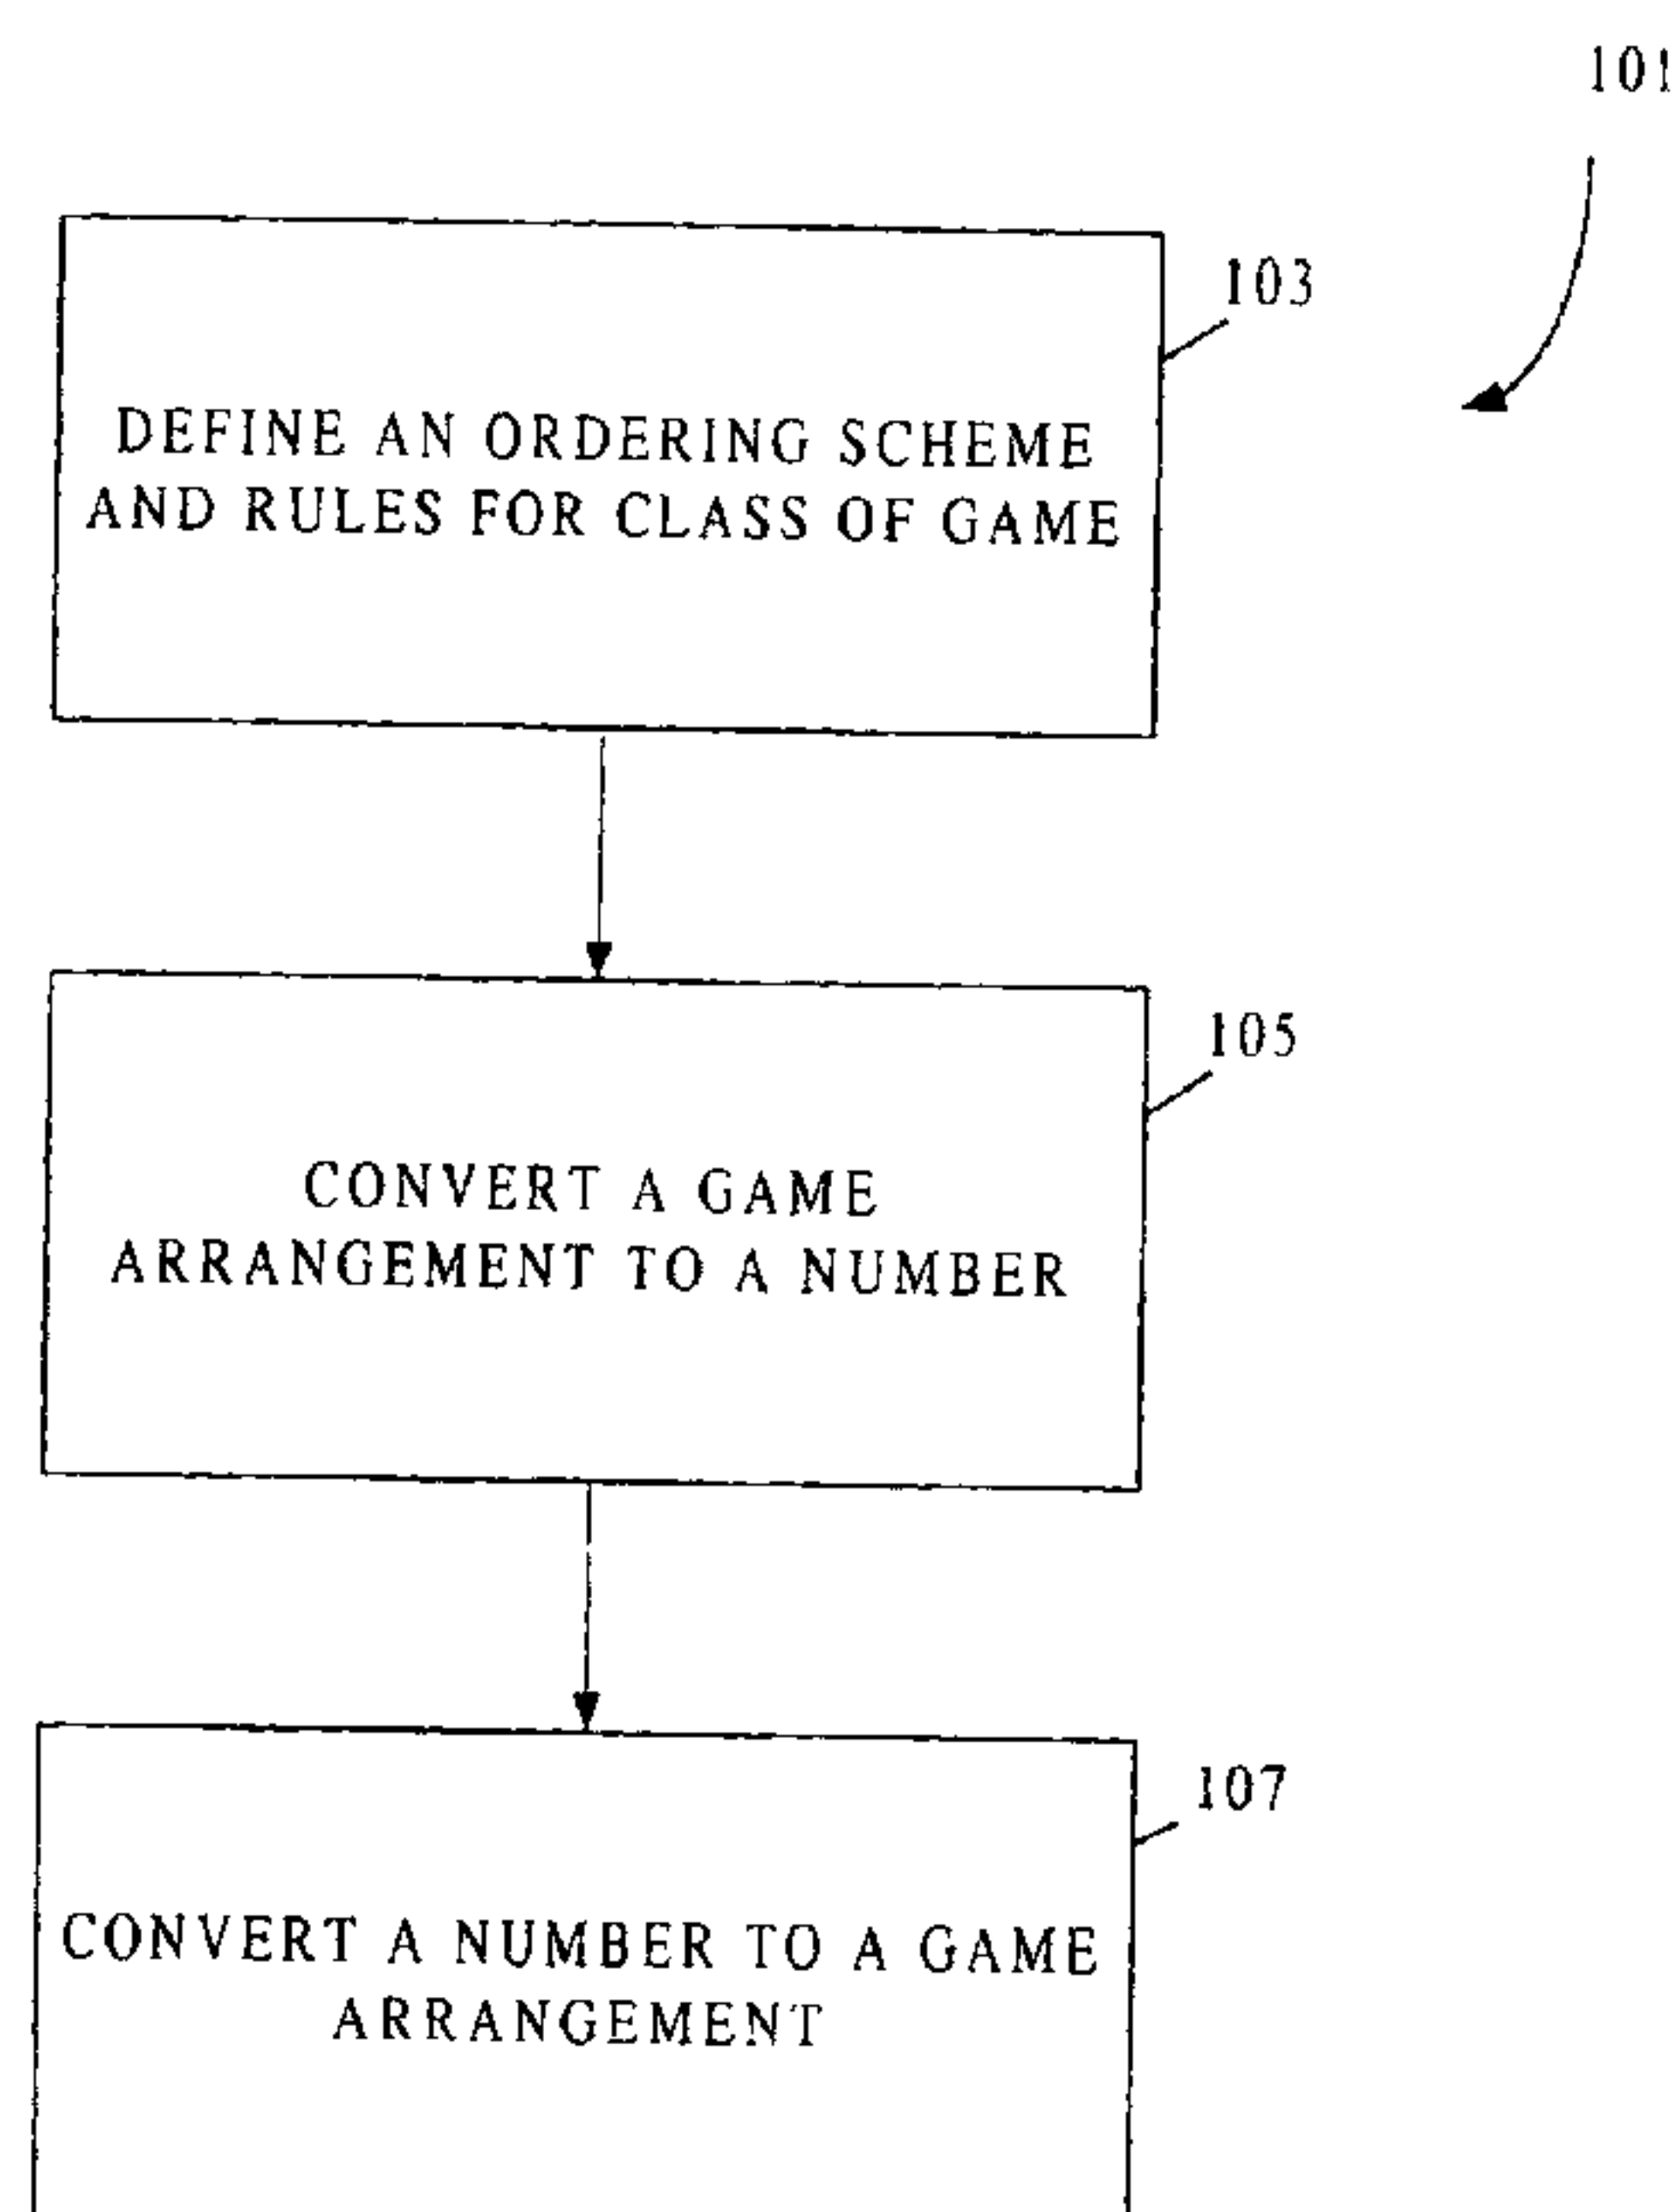 101
103
DEFINE AN ORDERING SCHEME
AND RULES FOR CLASS OF GAME
105
CONVERT A GAME
ARRANGEMENT TO A NUMBER
107
CONVERT A NUMBER TO A GAME
ARRANGEMENT